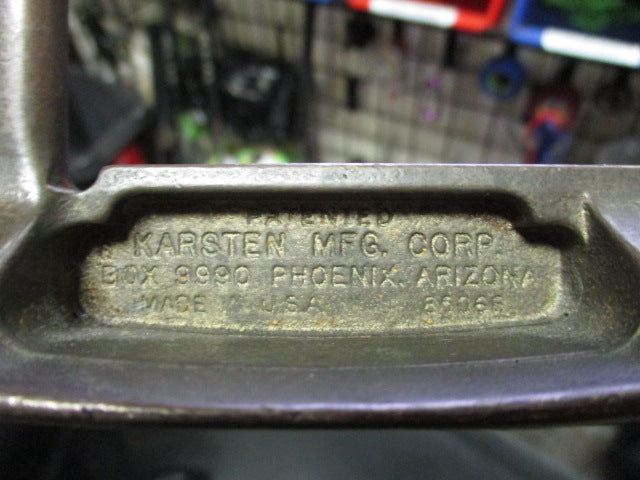 PATENTED
KARSTEN MFG. CORP.
BOX 9990 PHOENIX, ARIZONA
MADE U.S.A.